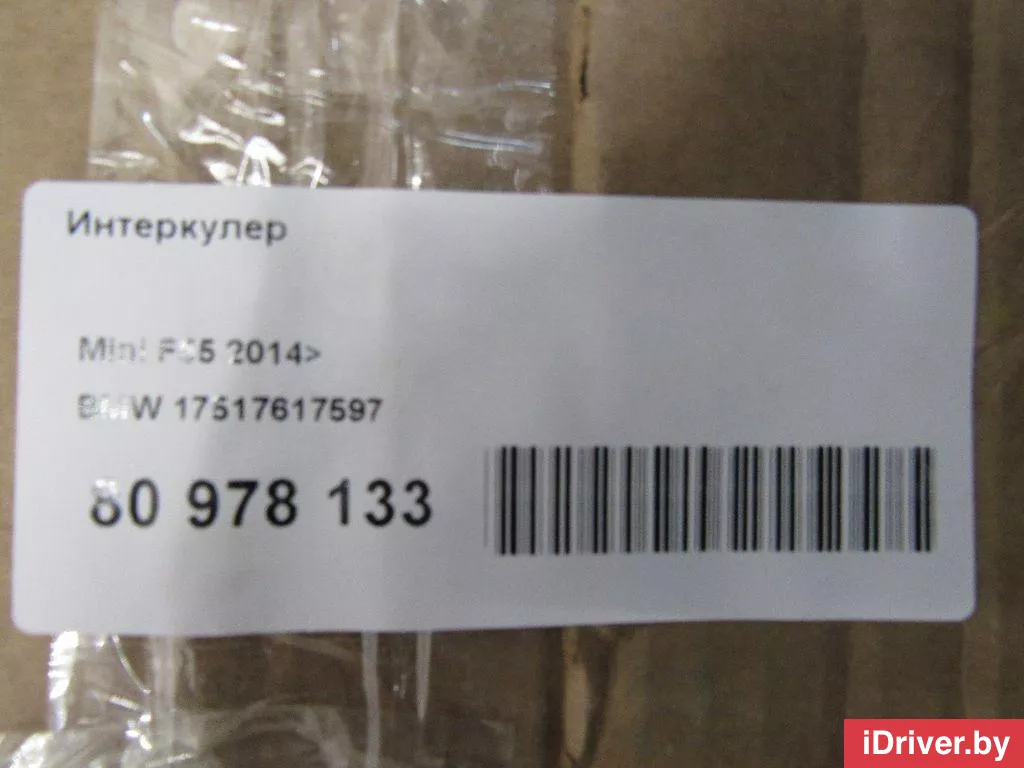 Интеркулер
Mini F55 2014>
BMW 17517617597
80 978 133
iDriver.by